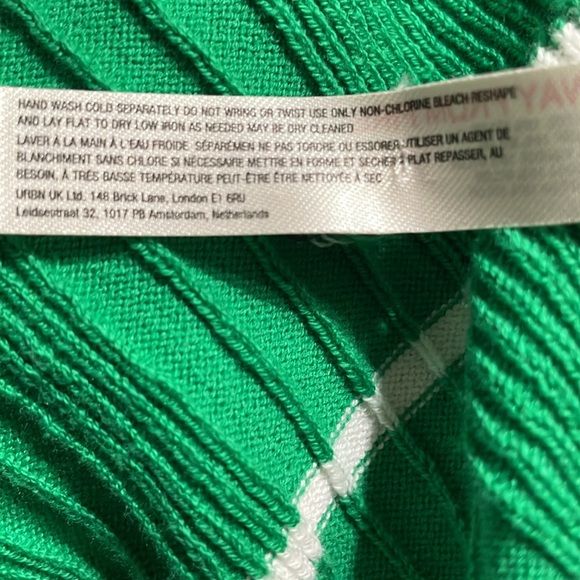 HAND WASH COLD SEPARATELY DO NOT WRING OR TWIST USE ONLY NON-CHLORINE BLEACH RESHAPE
AND LAY FLAT TO DRY LOW IRON AS NEEDED MAY BE DRY CLEANED
LAVER À LA MAIN À L'EAU FROIDE. SÉPARÉMEN NE PAS TORDRE OU ESSORER UTILISER UN AGENT DE
BLANCHIMENT SANS CHLORE SI NÉCESSAIRE METTRE EN FORME ET SECHER À PLAT REPASSER, AU
BESOIN, À TRÈS BASSE TEMPÉRATURE PEUT-ÊTRE ÊTRE NETTOYÉE À SEC
URBN UK Ltd. 148 Brick Lane, London E1 6RU
Leidsestraat 32, 1017 PB Amsterdam, Netherlands